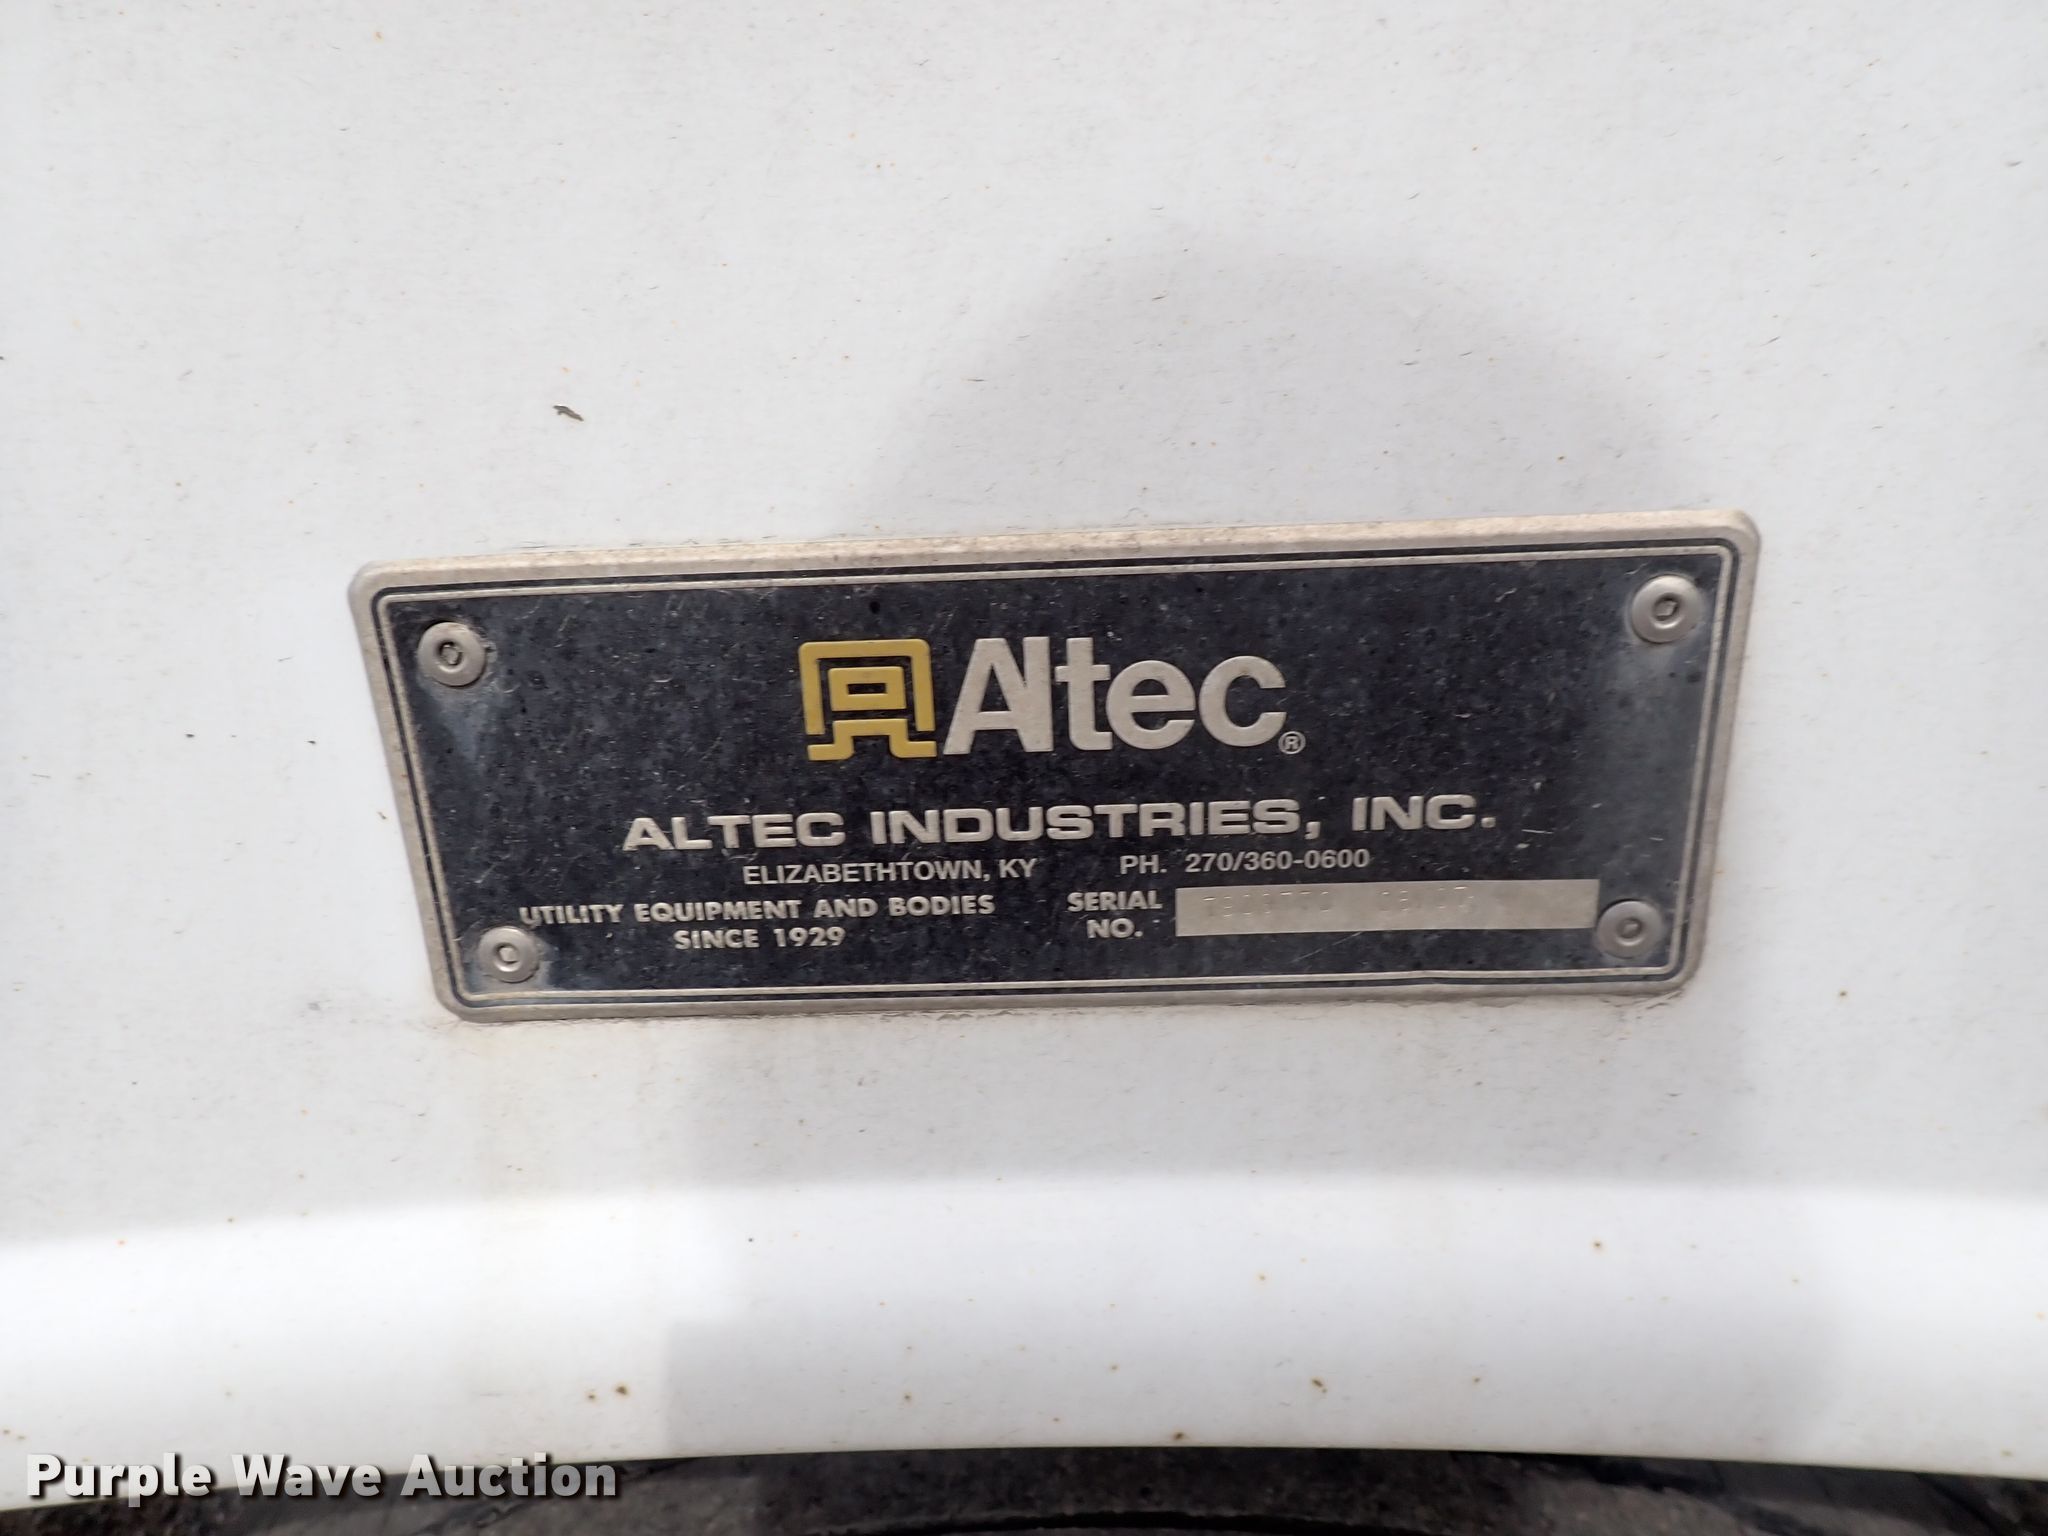 Altec®
ALTEC INDUSTRIES, INC.
ELIZABETHTOWN, KY PH. 270/360-0600
UTILITY EQUIPMENT AND BODIES
SINCE 1929
SERIAL
NO.
Purple Wave Auction